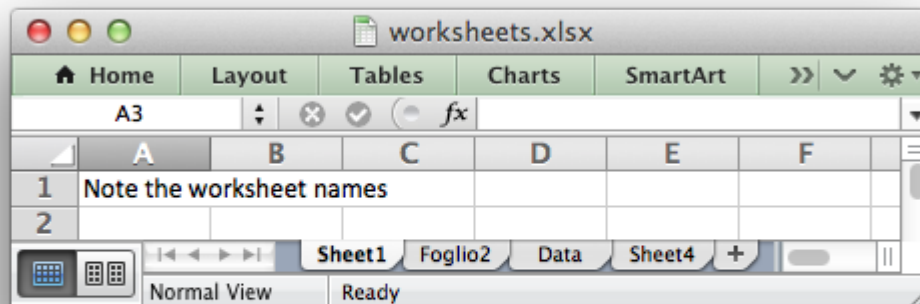 worksheets.xlsx
Home Layout Tables Charts SmartArt
A3 fx
A B C D E F
1 Note the worksheet names
2
Sheet1 Foglio2 Data Sheet4 +
Normal View Ready